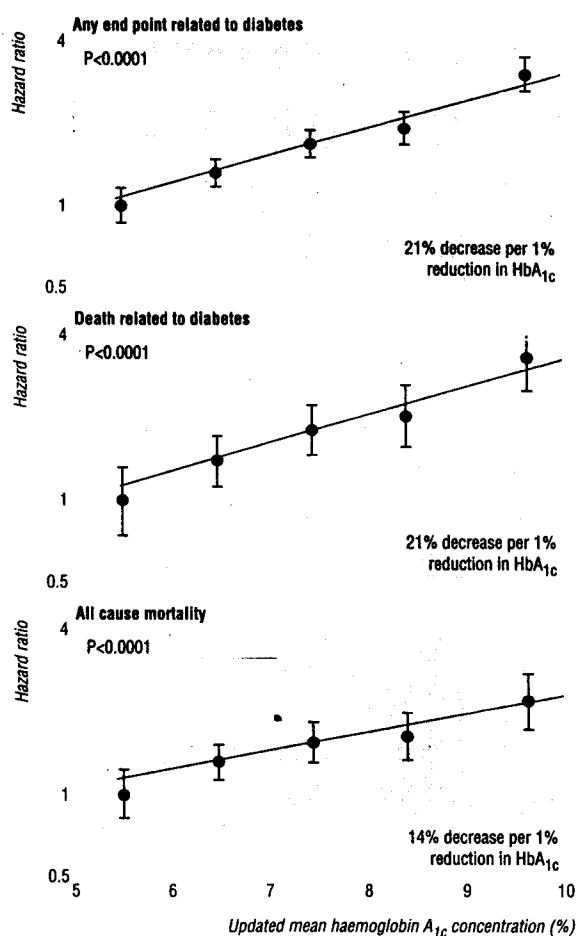 Any end point related to diabetes
4
P<0.0001
Hazard ratio
1
21% decrease per 1%
reduction in HbA1c
0.5
Death related to diabetes
4
P<0.0001
Hazard ratio
1
21% decrease per 1%
reduction in HbA1c
0.5
All cause mortality
4
P<0.0001
Hazard ratio
1
14% decrease per 1%
reduction in HbA1c
0.5
5 6 7 8 9 10
Updated mean haemoglobin A1c concentration (%)